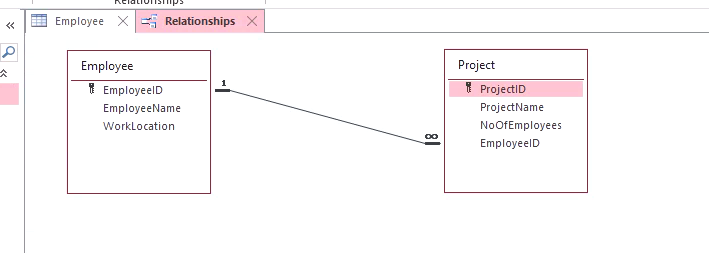 Relationships
Employee
Relationships
Employee
EmployeeID
EmployeeName
WorkLocation
1
∞
Project
ProjectID
ProjectName
NoOfEmployees
EmployeeID